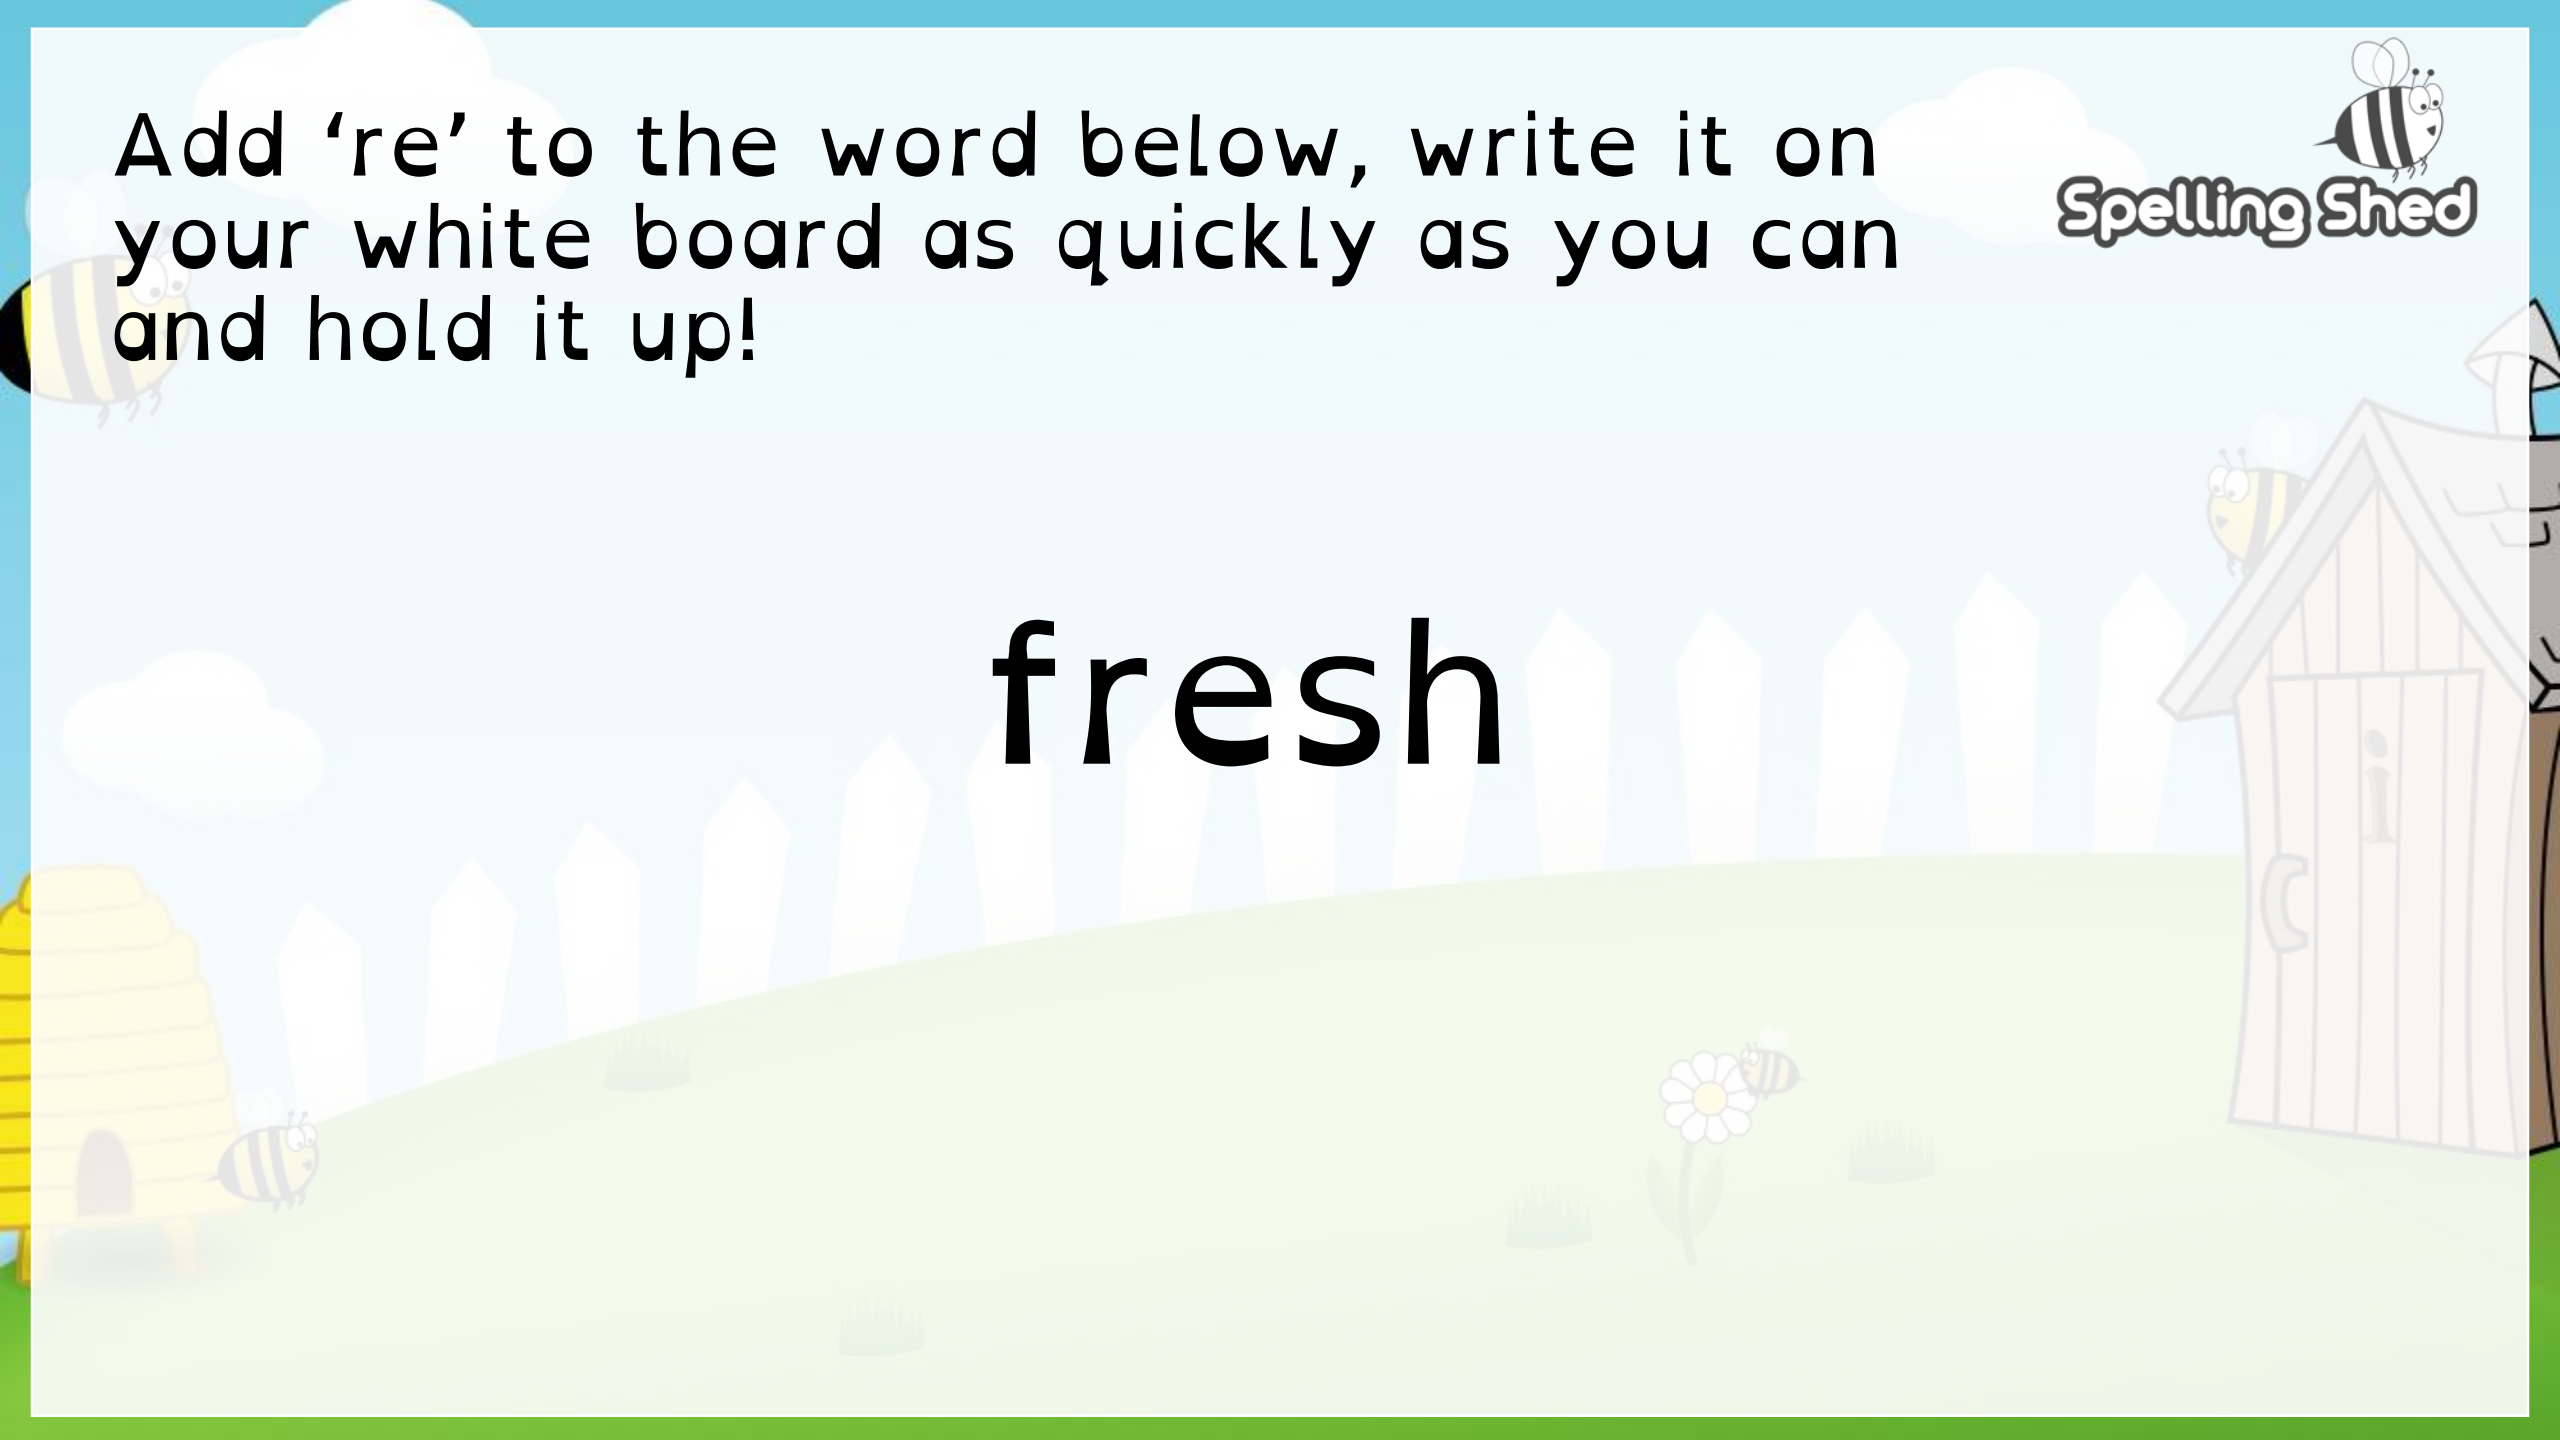 Add ‘re’ to the word below, write it on
your white board as quickly as you can
and hold it up!
Spelling Shed
fresh
i